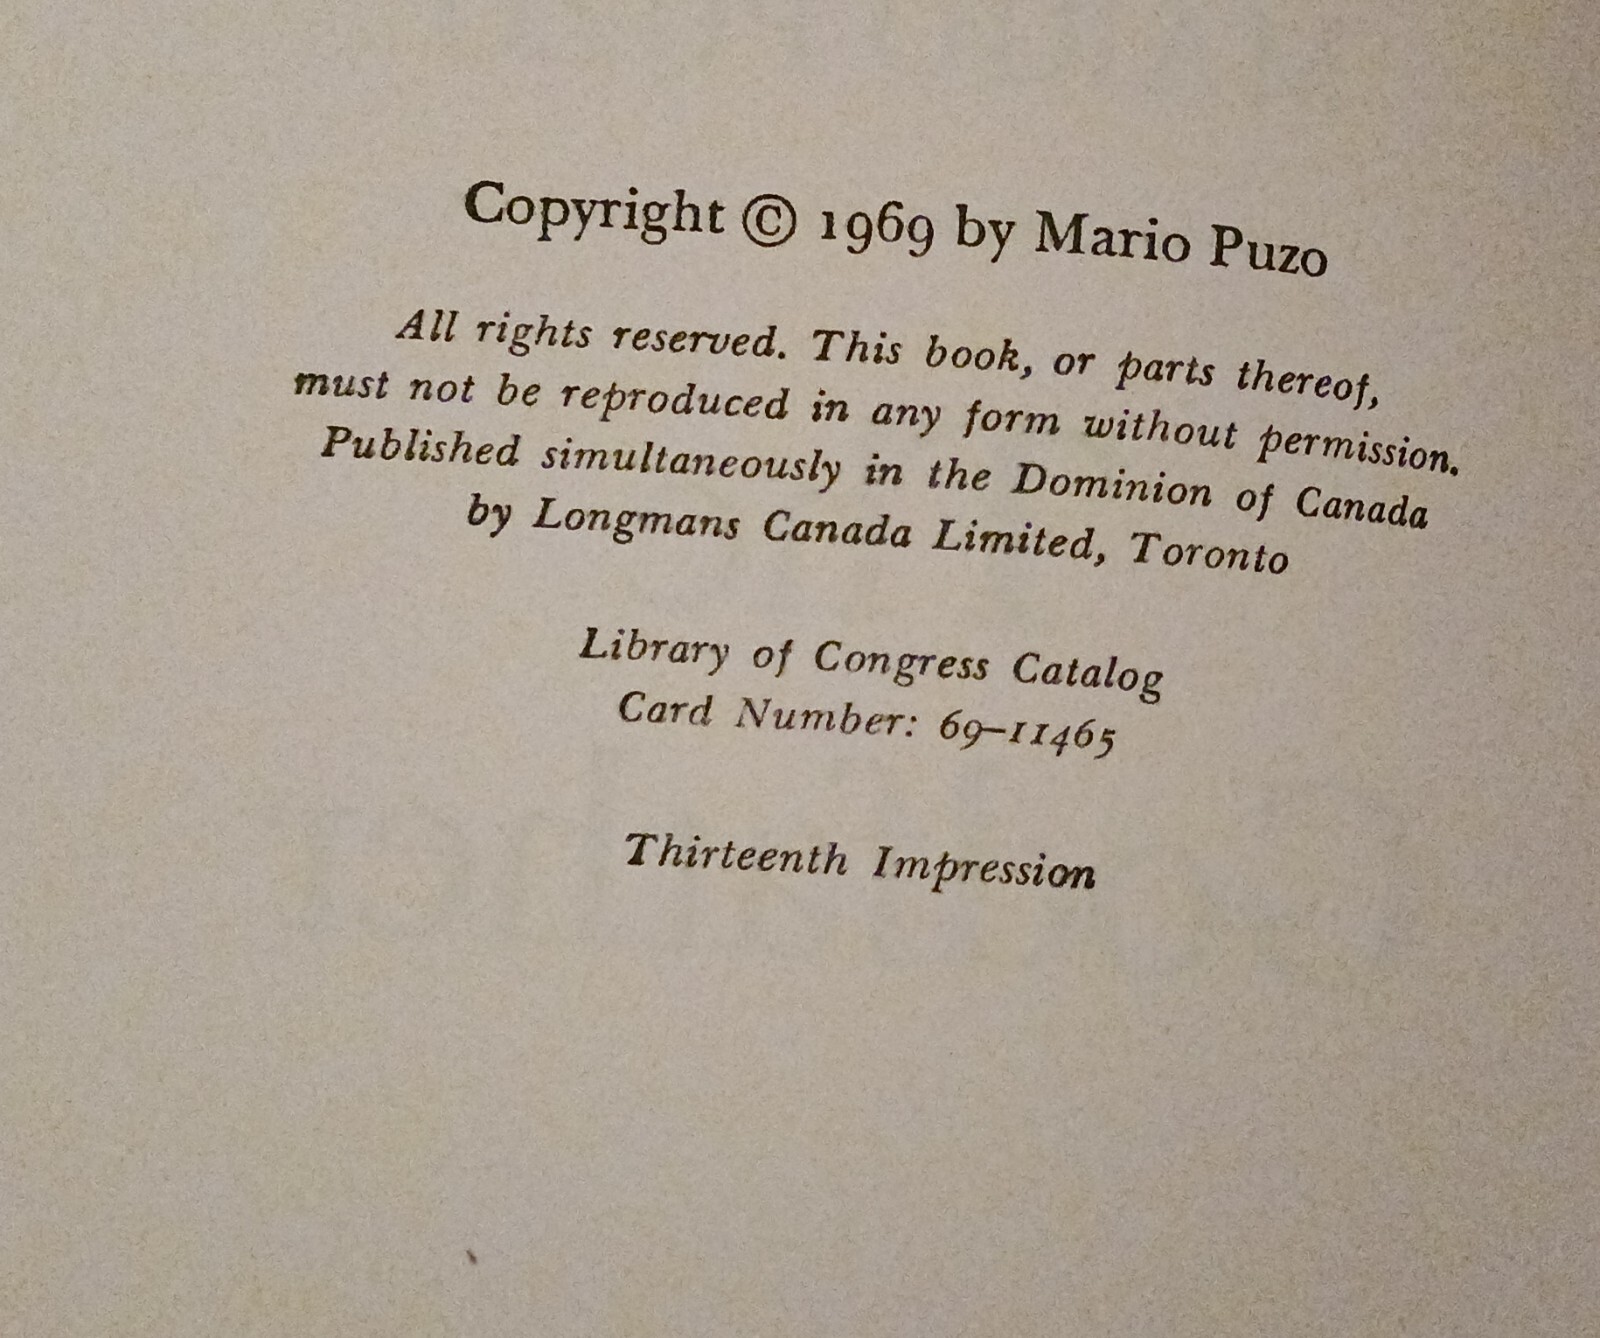 Copyright © 1969 by Mario Puzo
All rights reserved. This book, or parts thereof,
must not be reproduced in any form without permission.
Published simultaneously in the Dominion of Canada
by Longmans Canada Limited, Toronto
Library of Congress Catalog
Card Number: 69–11465
Thirteenth Impression